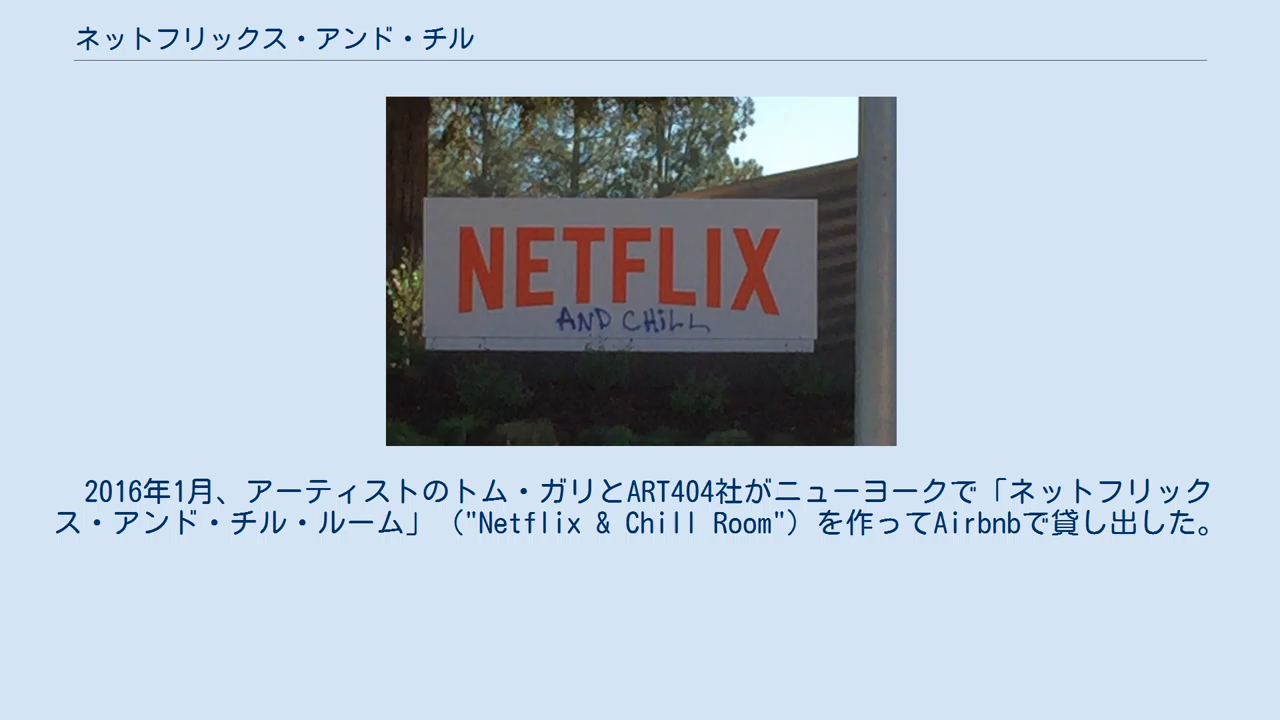 ネットフリックス・アンド・チル
NETFLIX
AND CHILL
2016年1月、アーティストのトム・ガリとART404社がニューヨークで「ネットフリック
ス・アンド・チル・ルーム」（"Netflix & Chill Room"）を作ってAirbnbで貸し出した。